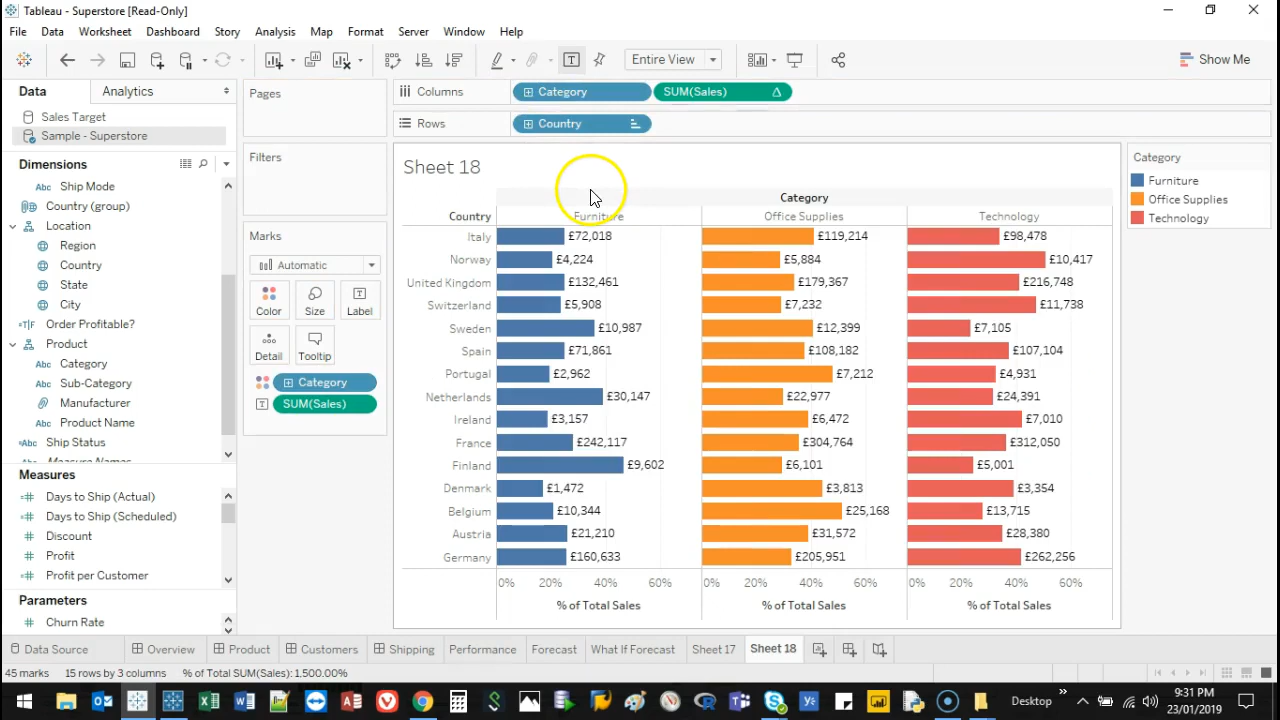 Tableau - Superstore [Read-Only]
File Data Worksheet Dashboard Story Analysis Map Format Server Window Help
Entire View
Show Me
Data Analytics
Sales Target
Sample - Superstore
Dimensions
Abc Ship Mode
Country (group)
Location
Region
Country
State
City
Order Profitable?
Product
Abc Category
Abc Sub-Category
Manufacturer
Abc Product Name
Abc Ship Status
Abc Measure Names
Measures
Days to Ship (Actual)
Days to Ship (Scheduled)
Discount
Profit
Profit per Customer
Parameters
Churn Rate
Pages
Filters
Marks
Automatic
Color Size Label
Detail Tooltip
Category
SUM(Sales)
Columns Category SUM(Sales)
Rows Country
Sheet 18
Category
Country Furniture Office Supplies Technology
Italy £72,018 £119,214 £98,478
Norway £4,224 £5,884 £10,417
United Kingdom £132,461 £179,367 £216,748
Switzerland £5,908 £7,232 £11,738
Sweden £10,987 £12,399 £7,105
Spain £71,861 £108,182 £107,104
Portugal £2,962 £7,212 £4,931
Netherlands £30,147 £22,977 £24,391
Ireland £3,157 £6,472 £7,010
France £242,117 £304,764 £312,050
Finland £9,602 £6,101 £5,001
Denmark £1,472 £3,813 £3,354
Belgium £10,344 £25,168 £13,715
Austria £21,210 £31,572 £28,380
Germany £160,633 £205,951 £262,256
0% 20% 40% 60% 0% 20% 40% 60% 0% 20% 40% 60%
% of Total Sales % of Total Sales % of Total Sales
Category
Furniture
Office Supplies
Technology
Data Source Overview Product Customers Shipping Performance Forecast What If Forecast Sheet 17 Sheet 18
45 marks 15 rows by 3 columns % of Total SUM(Sales): 1,500.00%
Desktop
9:31 PM
23/01/2019